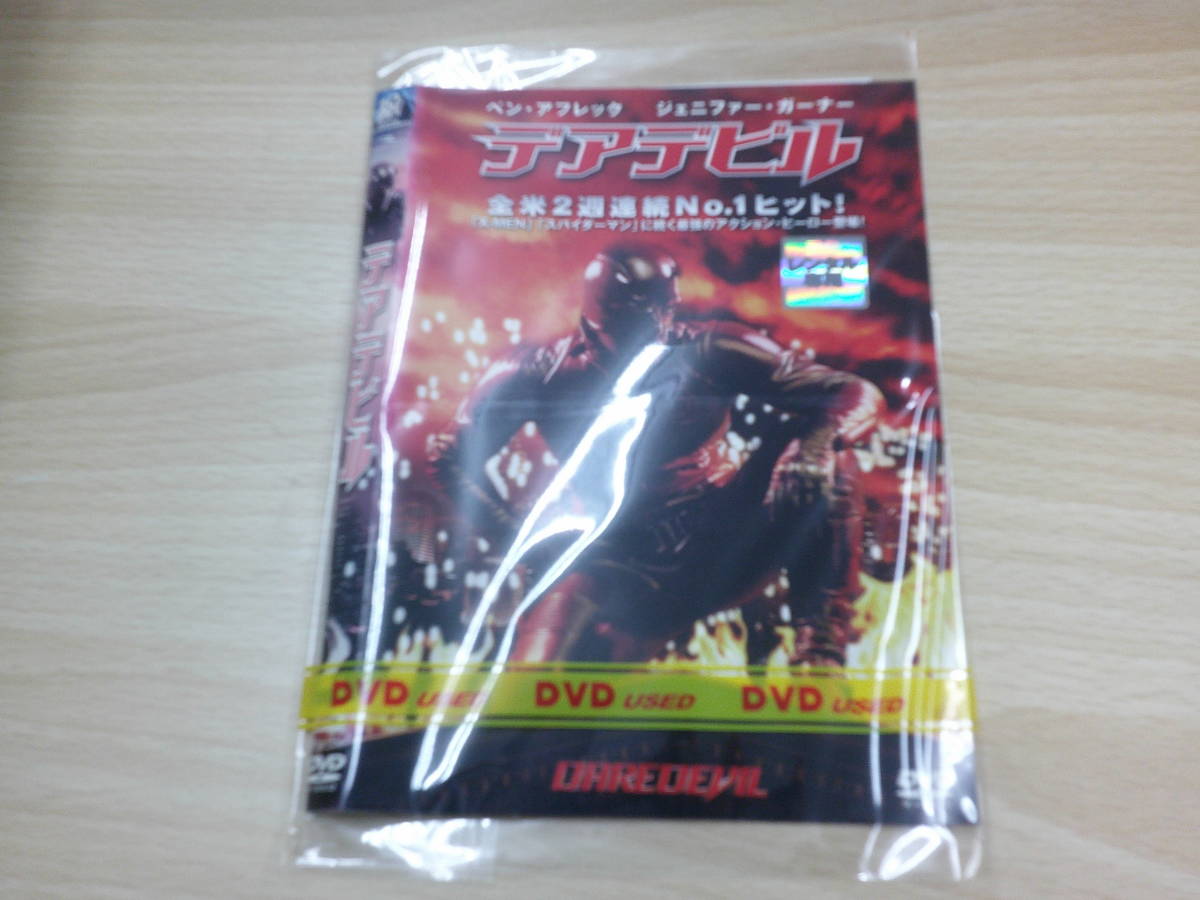 ベン・アフレック ジェニファー・ガーナー
デアデビル
全米2週連続No.1ヒット!
「X-MEN」「スパイダーマン」に続く最強のアクション・ヒーロー登場!
レンタル
専用
デアデビル
DVD USED DVD USED DVD USED
DVD
DAREDEVIL
DVD